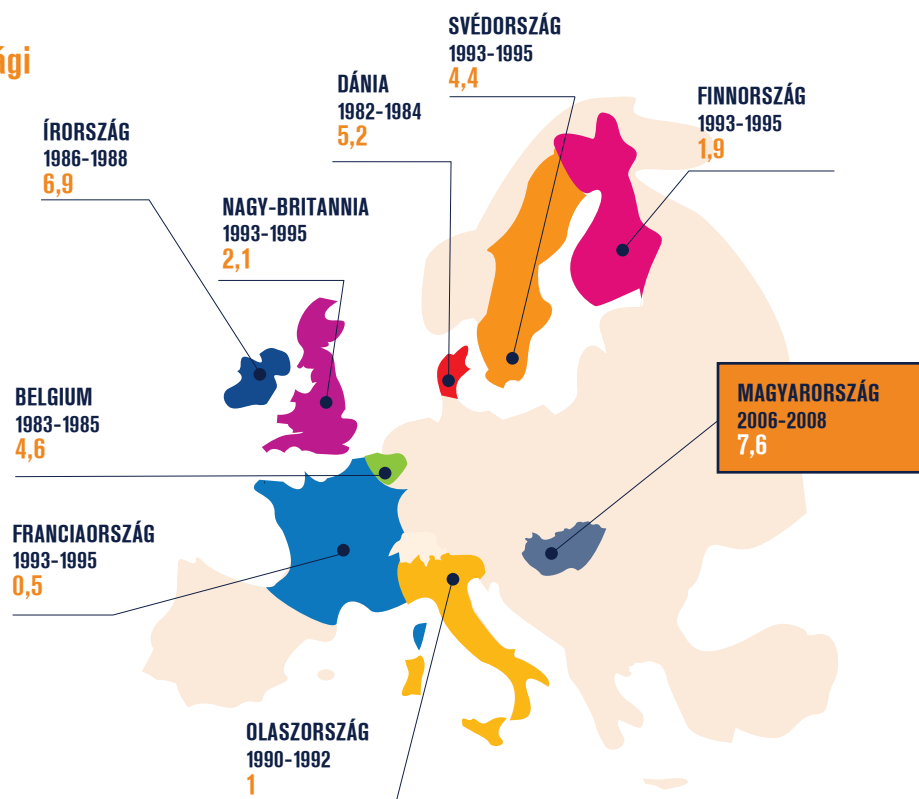 SVÉDORSZÁG
1993-1995
4,4
DÁNIA
1982-1984
5,2
FINNORSZÁG
1993-1995
1,9
ÍRORSZÁG
1986-1988
6,9
NAGY-BRITANNIA
1993-1995
2,1
BELGIUM
1983-1985
4,6
MAGYARORSZÁG
2006-2008
7,6
FRANCIAORSZÁG
1993-1995
0,5
OLASZORSZÁG
1990-1992
1